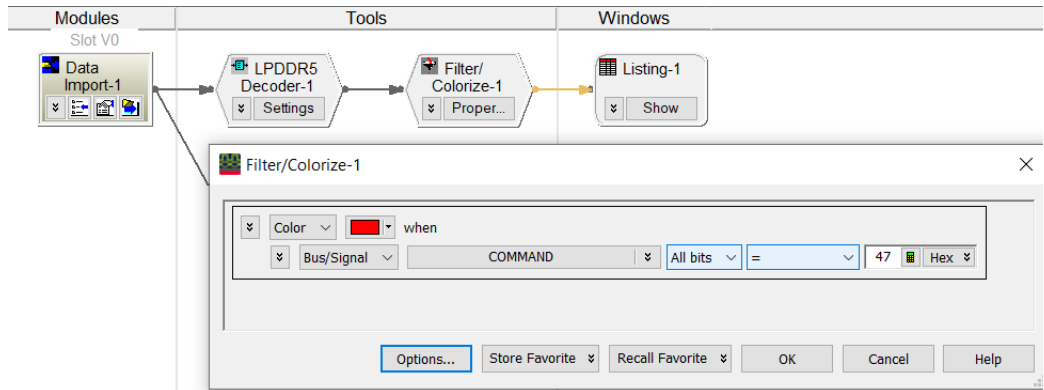 Modules Tools Windows
Slot V0
Data
Import-1
LPDDR5
Decoder-1
Settings
Filter/
Colorize-1
Proper...
Listing-1
Show
Filter/Colorize-1
Color when
Bus/Signal COMMAND All bits = 47 Hex
Options... Store Favorite Recall Favorite OK Cancel Help